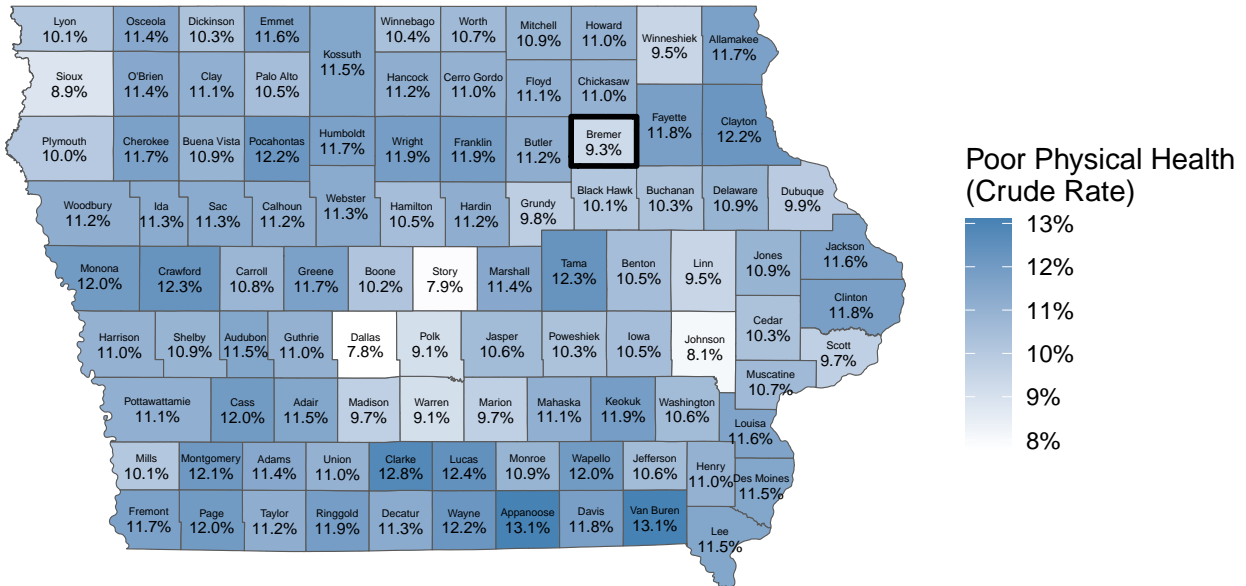 Lyon
10.1%
Osceola
11.4%
Dickinson
10.3%
Emmet
11.6%
Kossuth
11.5%
Winnebago
10.4%
Worth
10.7%
Mitchell
10.9%
Howard
11.0%
Winneshiek
9.5%
Allamakee
11.7%
Sioux
8.9%
O'Brien
11.4%
Clay
11.1%
Palo Alto
10.5%
Hancock
11.2%
Cerro Gordo
11.0%
Floyd
11.1%
Chickasaw
11.0%
Plymouth
10.0%
Cherokee
11.7%
Buena Vista
10.9%
Pocahontas
12.2%
Humboldt
11.7%
Wright
11.9%
Franklin
11.9%
Butler
11.2%
Bremer
9.3%
Fayette
11.8%
Clayton
12.2%
Woodbury
11.2%
Ida
11.3%
Sac
11.3%
Calhoun
11.2%
Webster
11.3%
Hamilton
10.5%
Hardin
11.2%
Grundy
9.8%
Black Hawk
10.1%
Buchanan
10.3%
Delaware
10.9%
Dubuque
9.9%
Monona
12.0%
Crawford
12.3%
Carroll
10.8%
Greene
11.7%
Boone
10.2%
Story
7.9%
Marshall
11.4%
Tama
12.3%
Benton
10.5%
Linn
9.5%
Jones
10.9%
Jackson
11.6%
Clinton
11.8%
Harrison
11.0%
Shelby
10.9%
Audubon
11.5%
Guthrie
11.0%
Dallas
7.8%
Polk
9.1%
Jasper
10.6%
Poweshiek
10.3%
Iowa
10.5%
Johnson
8.1%
Cedar
10.3%
Scott
9.7%
Muscatine
10.7%
Pottawattamie
11.1%
Cass
12.0%
Adair
11.5%
Madison
9.7%
Warren
9.1%
Marion
9.7%
Mahaska
11.1%
Keokuk
11.9%
Washington
10.6%
Louisa
11.6%
Mills
10.1%
Montgomery
12.1%
Adams
11.4%
Union
11.0%
Clarke
12.8%
Lucas
12.4%
Monroe
10.9%
Wapello
12.0%
Jefferson
10.6%
Henry
11.0%
Des Moines
11.5%
Fremont
11.7%
Page
12.0%
Taylor
11.2%
Ringgold
11.9%
Decatur
11.3%
Wayne
12.2%
Appanoose
13.1%
Davis
11.8%
Van Buren
13.1%
Lee
11.5%
Poor Physical Health
(Crude Rate)
13%
12%
11%
10%
9%
8%